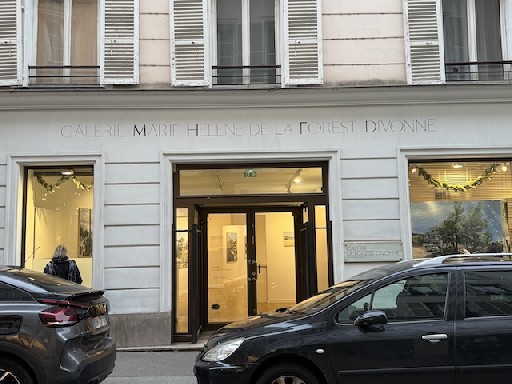 GALERIE MARIE HELENE DE LA FOREST DIVONNE